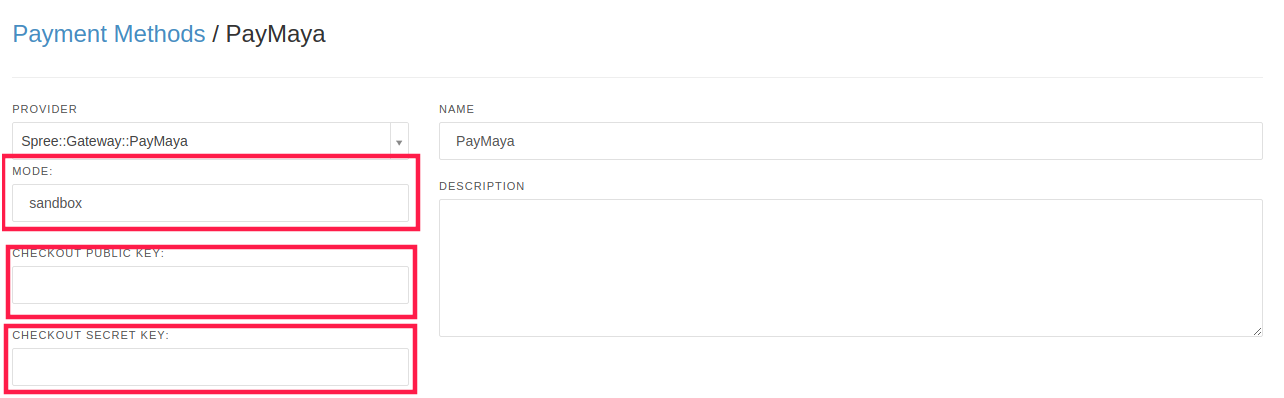 Payment Methods / PayMaya
PROVIDER
Spree::Gateway::PayMaya
MODE:
sandbox
CHECKOUT PUBLIC KEY:
CHECKOUT SECRET KEY:
NAME
PayMaya
DESCRIPTION